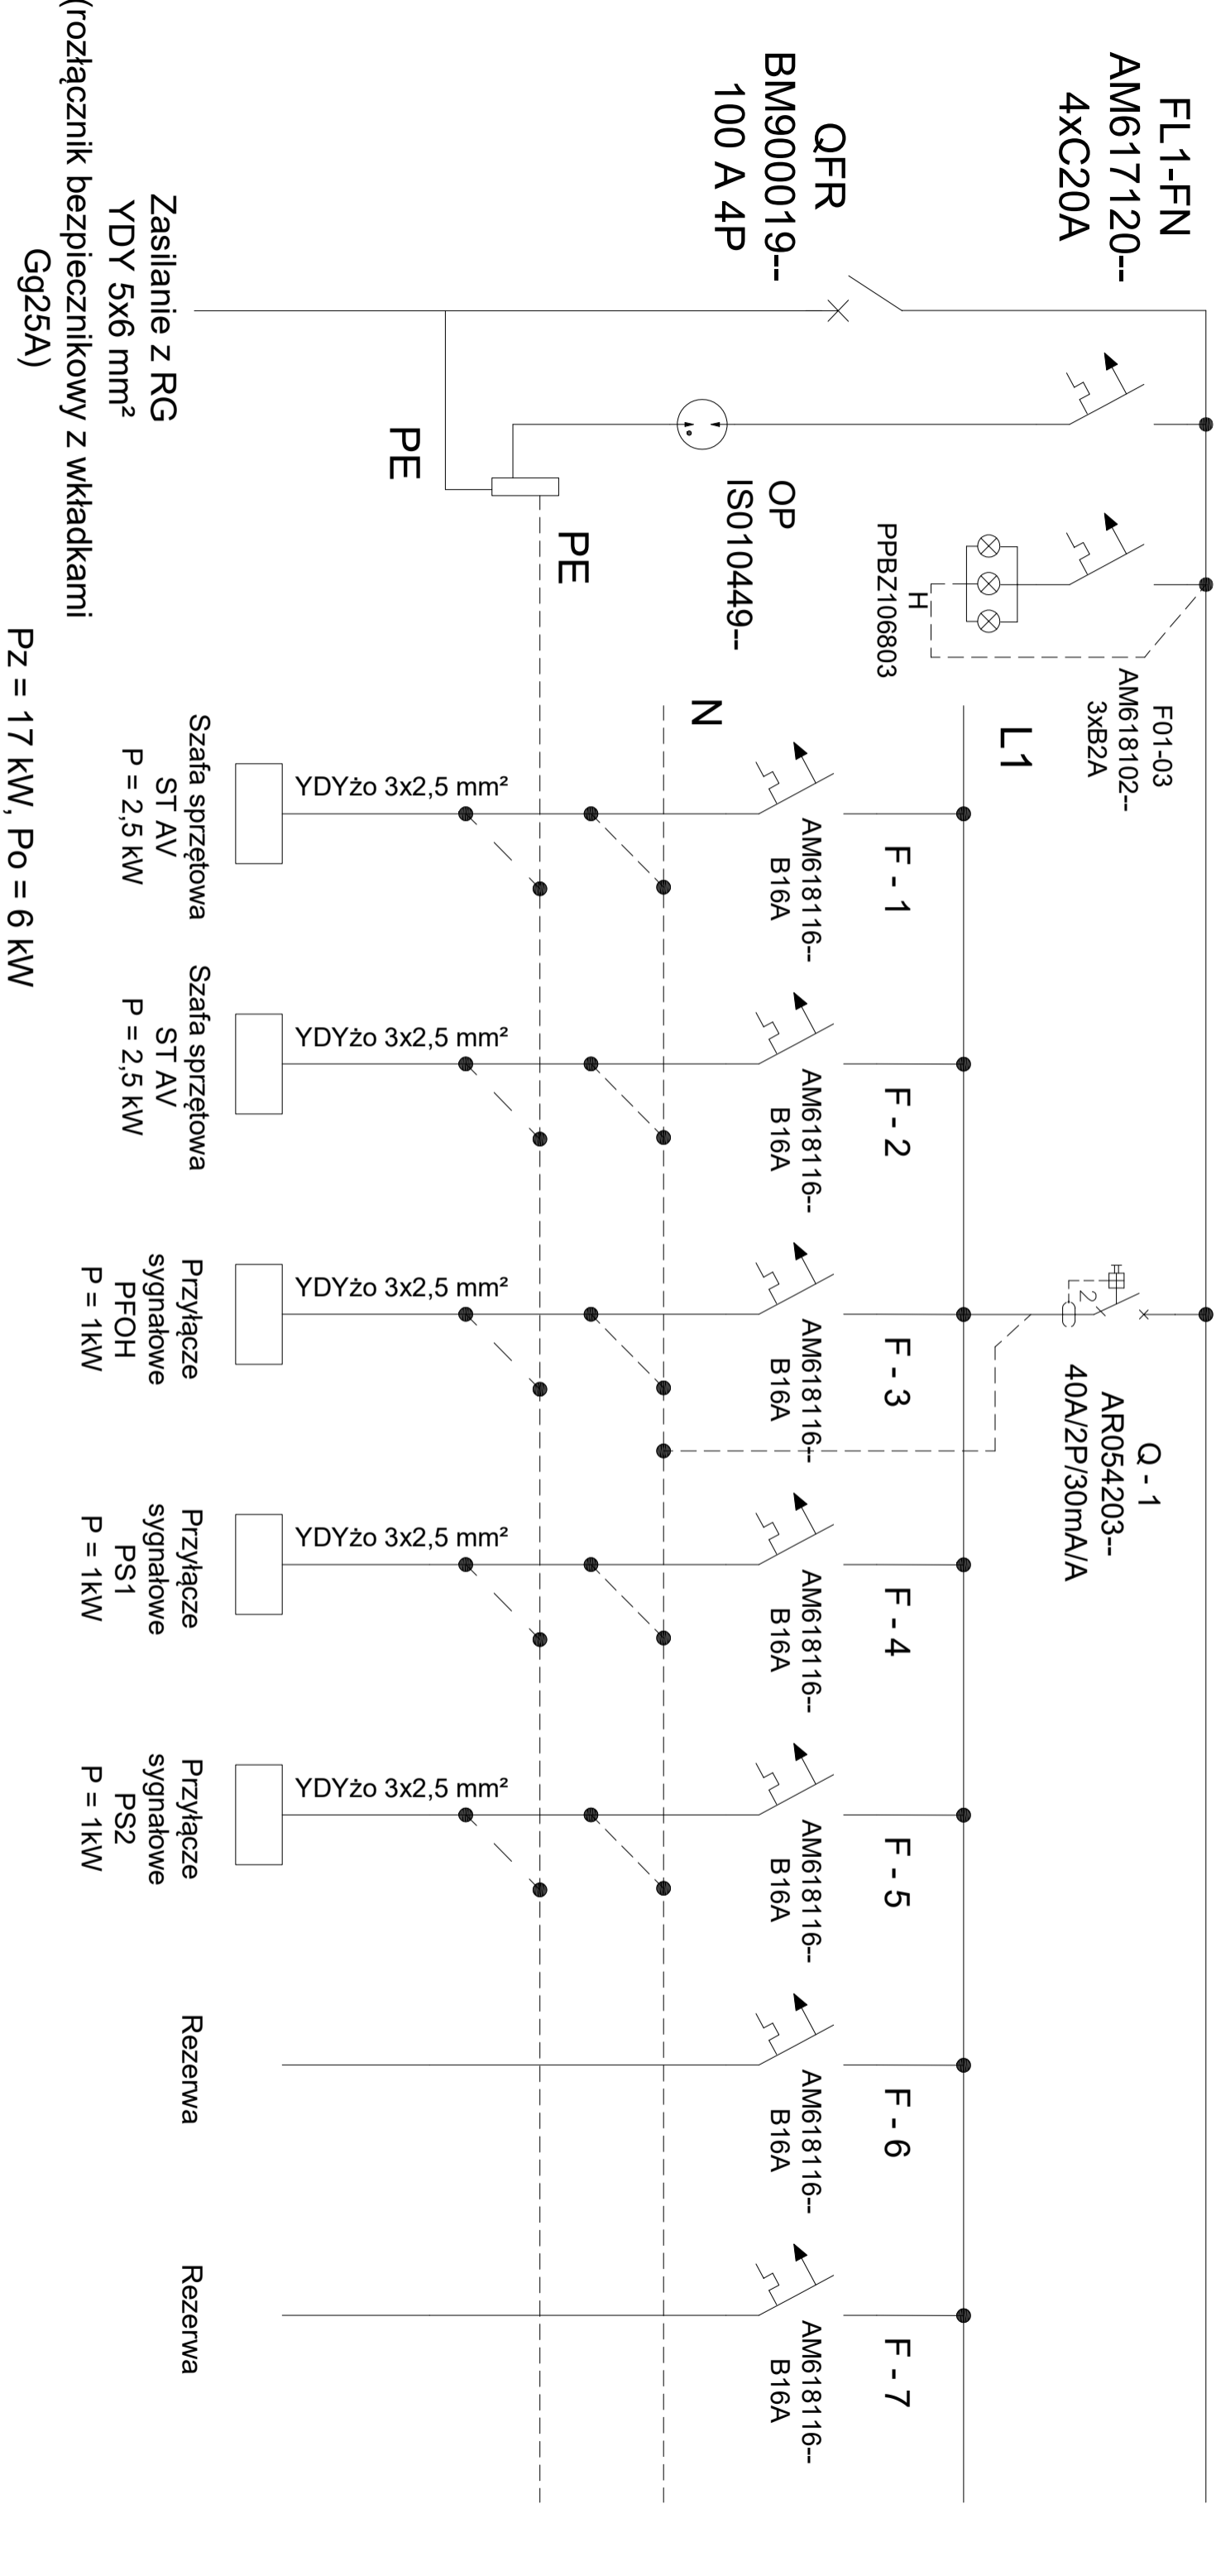 FL1-FN
AM617120--
4xC20A
QFR
BM900019--
100 A 4P
Zasilanie z RG
YDY 5x6 mm²
(rozłącznik bezpiecznikowy z wkładkami
Gg25A)
Pz = 17 kW, Po = 6 kW
PE
PE
OP
IS010449--
H
PPBZ106803
F01-03
AM618102--
3xB2A
L1
N
Q - 1
AR054203--
40A/2P/30mA/A
2
F - 1
AM618116--
B16A
YDYżo 3x2,5 mm²
Szafa sprzętowa
ST AV
P = 2,5 kW
F - 2
AM618116--
B16A
YDYżo 3x2,5 mm²
Szafa sprzętowa
ST AV
P = 2,5 kW
F - 3
AM618116--
B16A
YDYżo 3x2,5 mm²
Przyłącze
sygnałowe
PFOH
P = 1kW
F - 4
AM618116--
B16A
YDYżo 3x2,5 mm²
Przyłącze
sygnałowe
PS1
P = 1kW
F - 5
AM618116--
B16A
YDYżo 3x2,5 mm²
Przyłącze
sygnałowe
PS2
P = 1kW
F - 6
AM618116--
B16A
Rezerwa
F - 7
AM618116--
B16A
Rezerwa